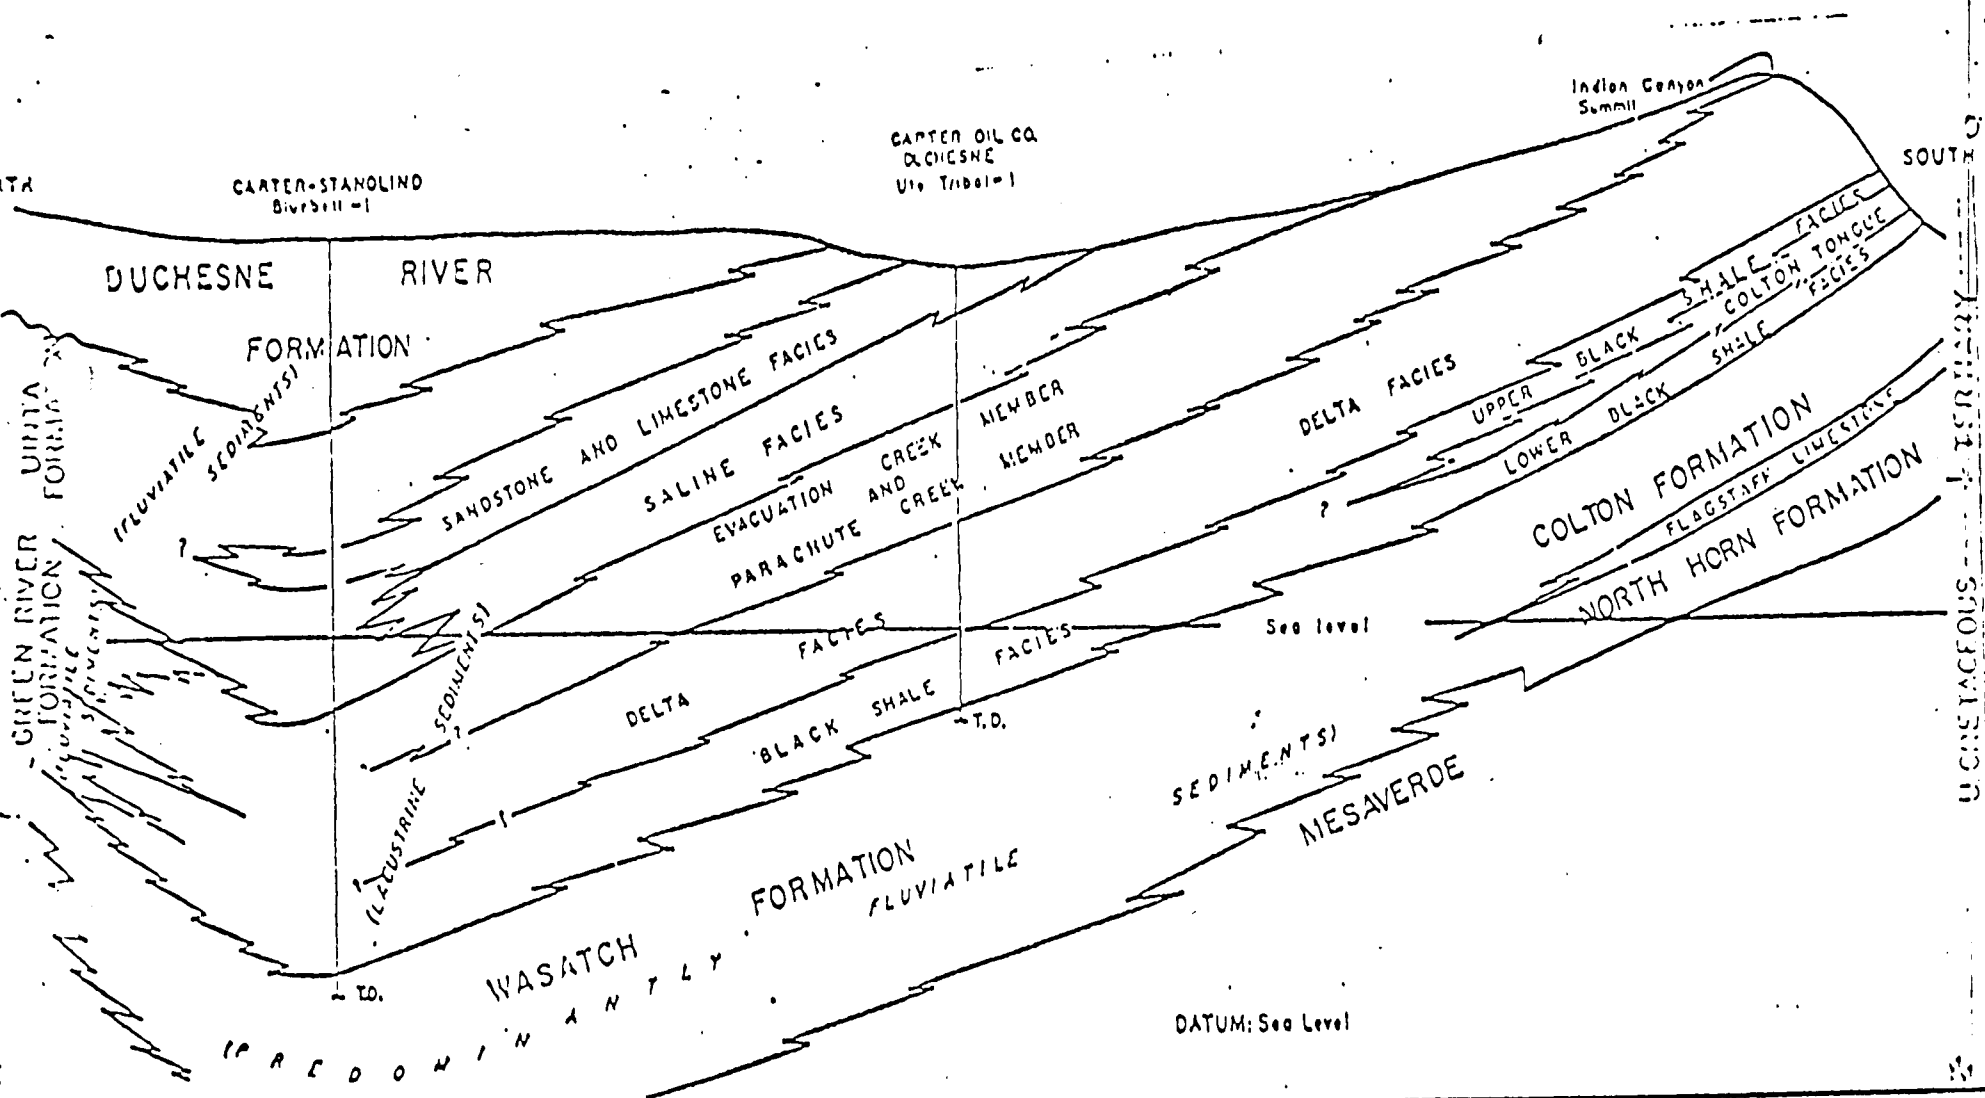 Indian Canyon
Summit
CARTER OIL CO.
DUCHESNE
Ute Tribal-1
SOUTH
CARTER-STANOLIND
Bluebell-1
DUCHESNE RIVER
FORMATION
(FLUVIATILE
SEDIMENTS)
UINTA
FORMA
GREEN RIVER
FORMATION
SANDSTONE AND LIMESTONE FACIES
SALINE FACIES
EVACUATION CREEK MEMBER
AND
PARACHUTE CREEK MEMBER
DELTA FACIES
UPPER BLACK SHALE FACIES
COLTON TONGUE
LOWER BLACK SHALE FACIES
COLTON FORMATION
FLAGSTAFF LIMESTONE
NORTH HORN FORMATION
TERTIARY
U. CRETACEOUS
Sea level
(LACUSTRINE SEDIMENTS)
DELTA FACIES
BLACK SHALE FACIES
T.D.
T.D.
WASATCH FORMATION
(PREDOMINANTLY FLUVIATILE SEDIMENTS)
MESAVERDE
DATUM: Sea Level